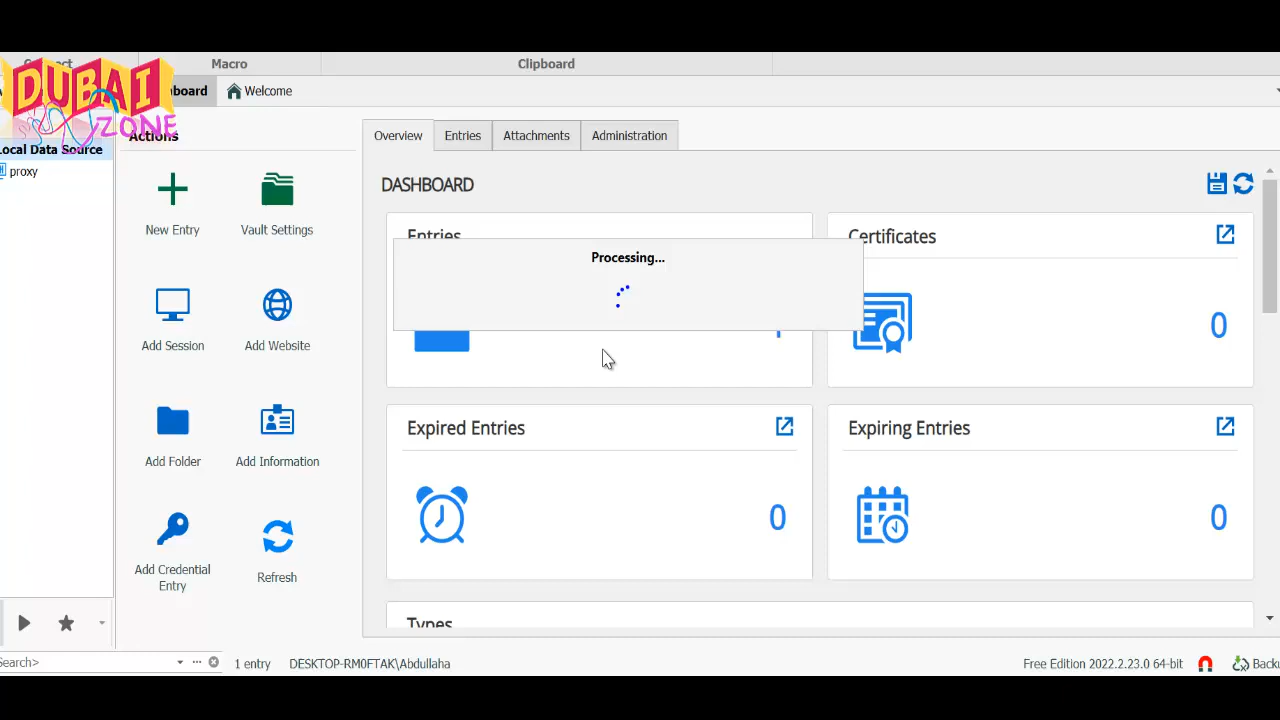 Macro
Clipboard
DUBAI
ZONE
board
Welcome
Actions
Local Data Source
proxy
New Entry
Vault Settings
Add Session
Add Website
Add Folder
Add Information
Add Credential
Entry
Refresh
Overview
Entries
Attachments
Administration
DASHBOARD
Entries
Certificates
Processing...
0
Expired Entries
Expiring Entries
0
0
Types
Search>
1 entry
DESKTOP-RM0FTAK\Abdullaha
Free Edition 2022.2.23.0 64-bit
Backu